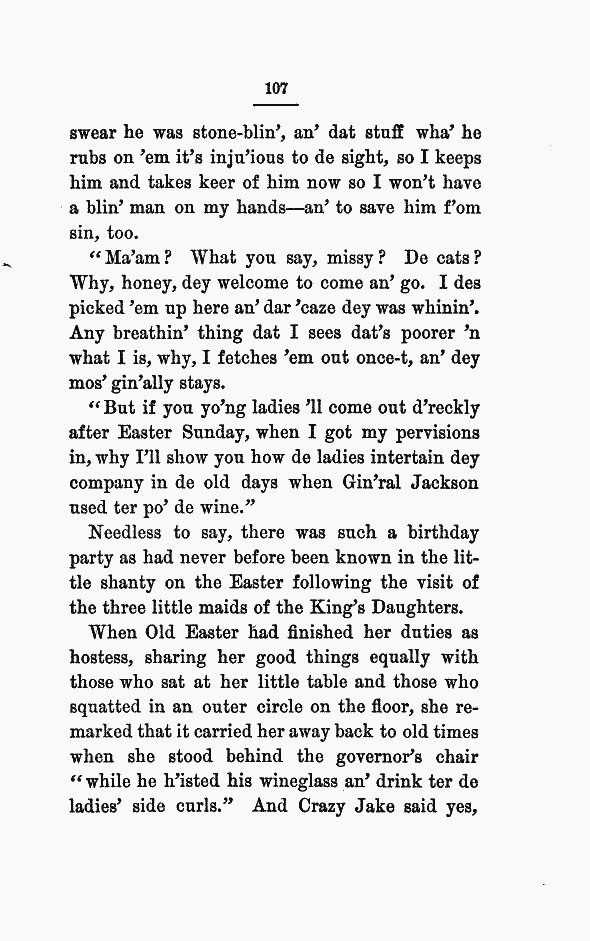 107
swear he was stone-blin', an' dat stuff wha' he
rubs on 'em it's inju'ious to de sight, so I keeps
him and takes keer of him now so I won't have
a blin' man on my hands—an' to save him f'om
sin, too.
"Ma'am? What you say, missy? De cats?
Why, honey, dey welcome to come an' go. I des
picked 'em up here an' dar 'caze dey was whinin'.
Any breathin' thing dat I sees dat's poorer 'n
what I is, why, I fetches 'em out once-t, an' dey
mos' gin'ally stays.
"But if you yo'ng ladies 'll come out d'reckly
after Easter Sunday, when I got my pervisions
in, why I'll show you how de ladies intertain dey
company in de old days when Gin'ral Jackson
used ter po' de wine."
Needless to say, there was such a birthday
party as had never before been known in the lit-
tle shanty on the Easter following the visit of
the three little maids of the King's Daughters.
When Old Easter had finished her duties as
hostess, sharing her good things equally with
those who sat at her little table and those who
squatted in an outer circle on the floor, she re-
marked that it carried her away back to old times
when she stood behind the governor's chair
"while he h'isted his wineglass an' drink ter de
ladies' side curls." And Crazy Jake said yes,